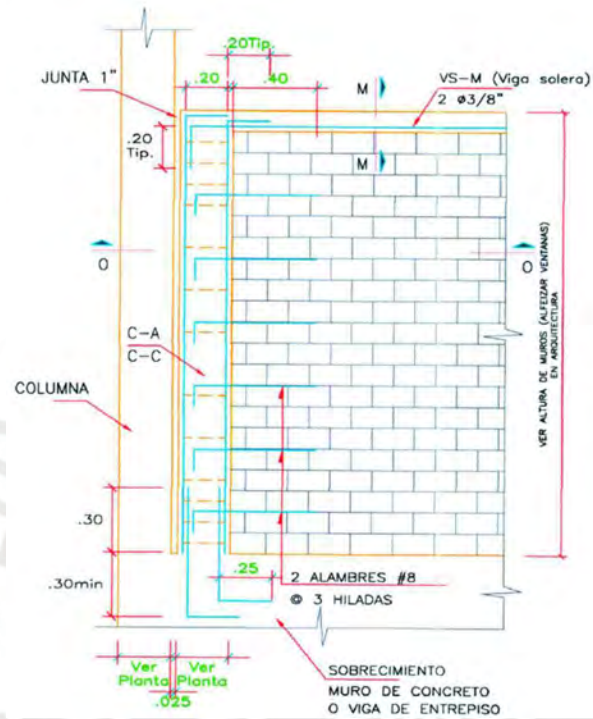 .20Tip.
JUNTA 1"
.20
.40
M
VS-M (Viga solera)
2 ø3/8"
.20
Tip.
M
O
O
VER ALTURA DE MUROS (ALFEIZAR VENTANAS)
EN ARQUITECTURA
C-A
C-C
COLUMNA
.30
.30min
.25
2 ALAMBRES #8
@ 3 HILADAS
Ver
Planta
Ver
Planta
.025
SOBRECIMIENTO
MURO DE CONCRETO
O VIGA DE ENTREPISO